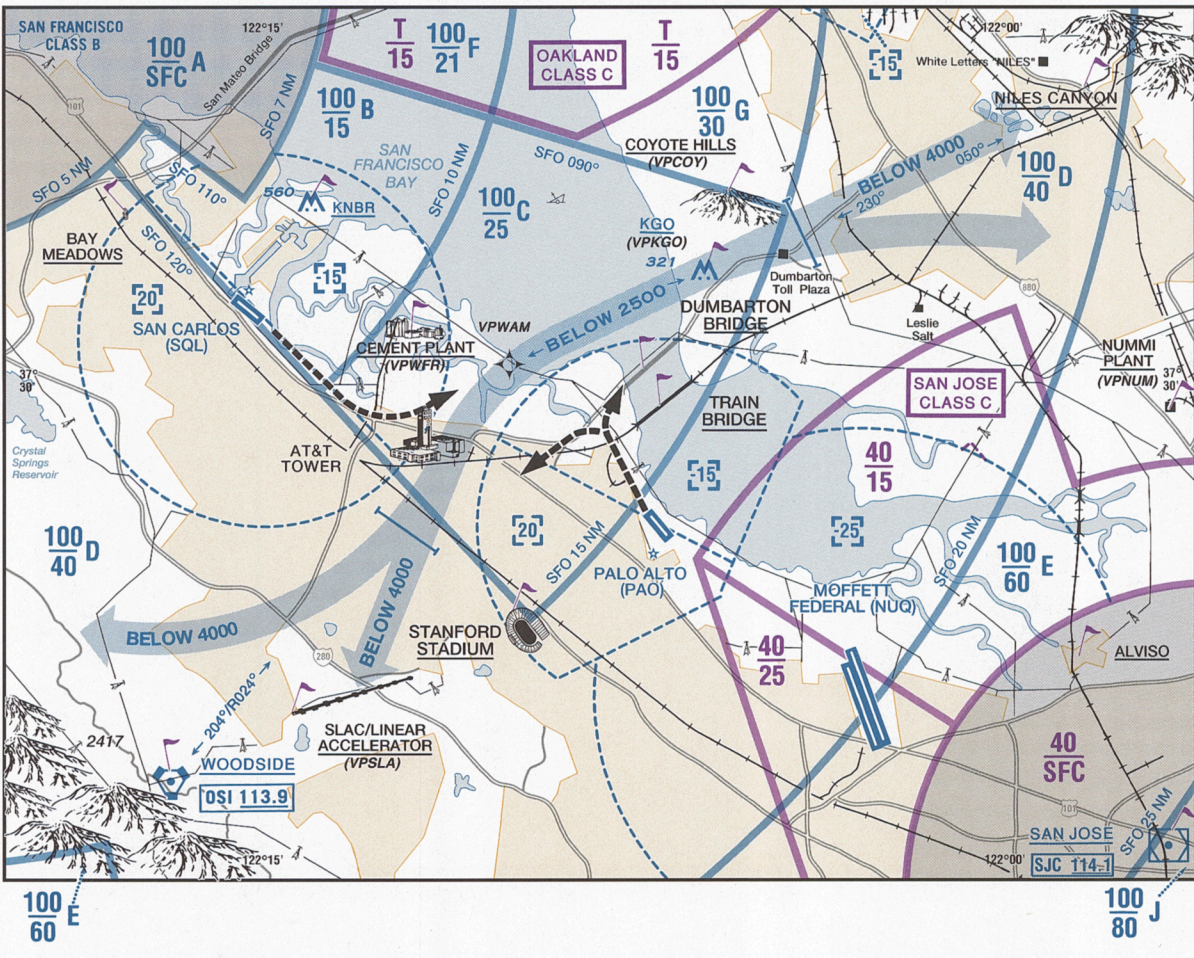 SAN FRANCISCO
CLASS B
100
SFC
A
122°15'
San Mateo Bridge
T
15
100
21
F
OAKLAND
CLASS C
T
15
-15
122°00'
White Letters "NILES"
NILES CANYON
101
SFO 7 NM
100
15
B
100
30
G
COYOTE HILLS
(VPCOY)
BELOW 4000
050°
230°
100
40
D
SFO 5 NM
SFO 110°
SAN
FRANCISCO
BAY
SFO 10 NM
SFO 090°
560
KNBR
100
25
C
KGO
(VPKGO)
321
BAY
MEADOWS
SFO 120°
-15
20
SAN CARLOS
(SQL)
CEMENT PLANT
(VPWFR)
VPWAM
BELOW 2500
Dumbarton
Toll Plaza
880
DUMBARTON
BRIDGE
Leslie
Salt
NUMMI
PLANT
(VPNUM)
37°
30'
37°
30'
SAN JOSE
CLASS C
TRAIN
BRIDGE
Crystal
Springs
Reservoir
AT&T
TOWER
-15
40
15
20
-25
100
40
D
SFO 15 NM
SFO 20 NM
100
60
E
PALO ALTO
(PAO)
MOFFETT
FEDERAL (NUQ)
BELOW 4000
BELOW 4000
STANFORD
STADIUM
40
25
ALVISO
280
204°/R024°
SLAC/LINEAR
ACCELERATOR
(VPSLA)
2417
WOODSIDE
OSI 113.9
40
SFC
101
SFO 25 NM
SAN JOSE
SJC 114.1
122°15'
122°00'
100
60
E
100
80
J